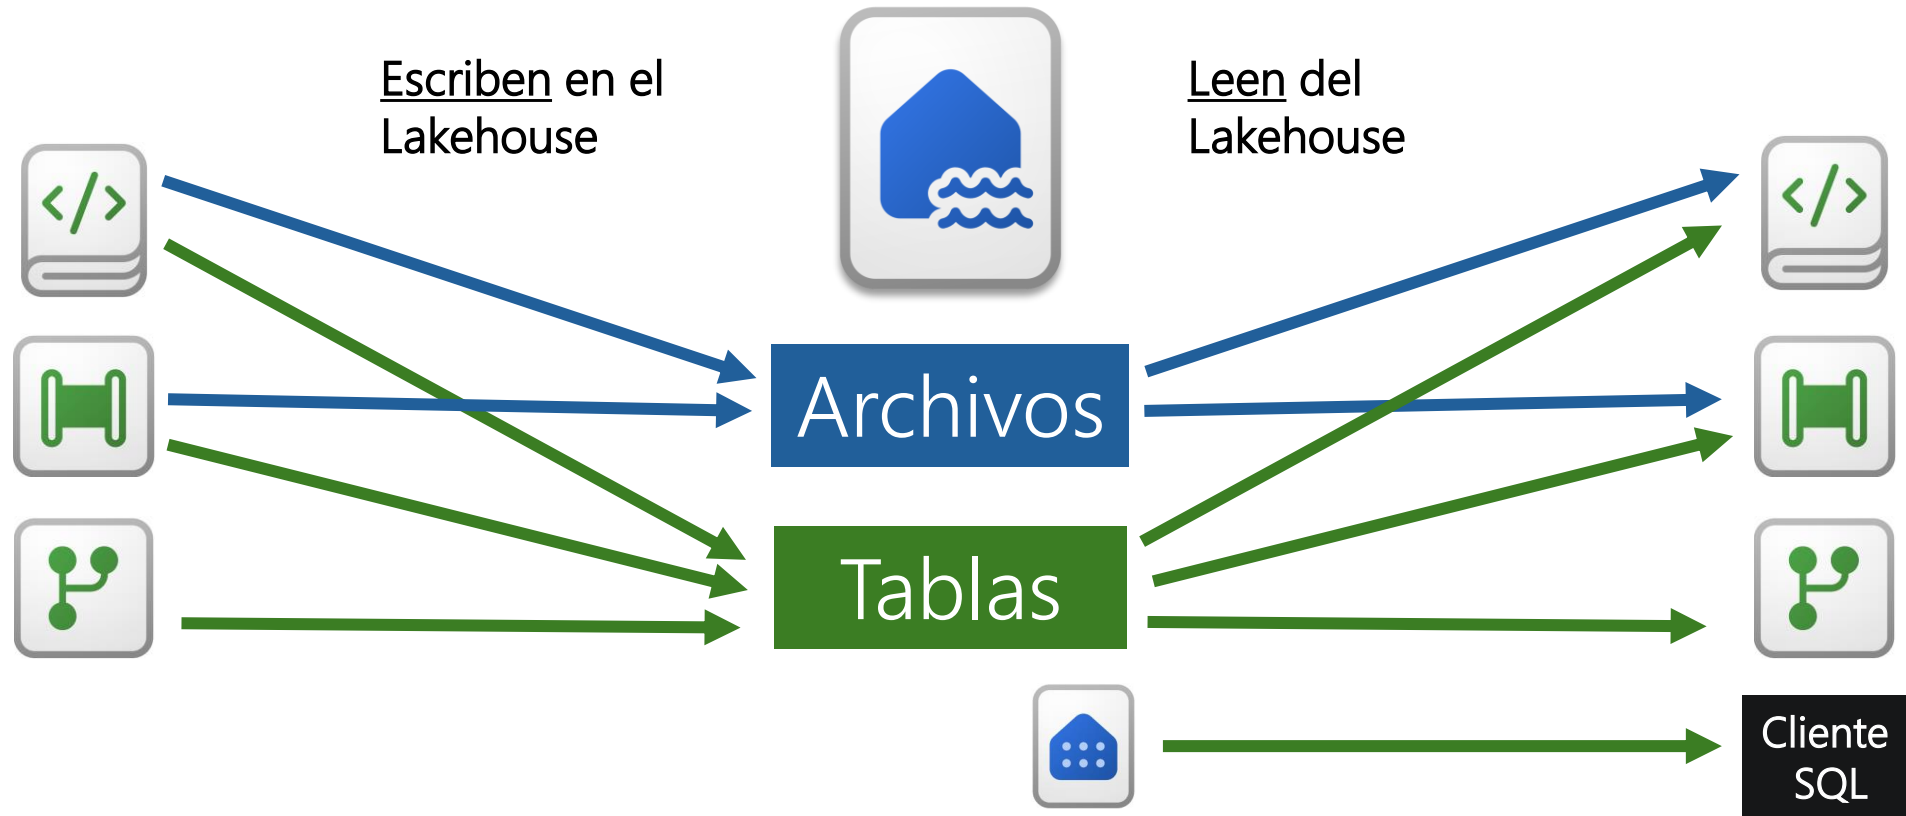 Escriben en el
Lakehouse
Leen del
Lakehouse
</>
</>
Archivos
Tablas
Cliente
SQL